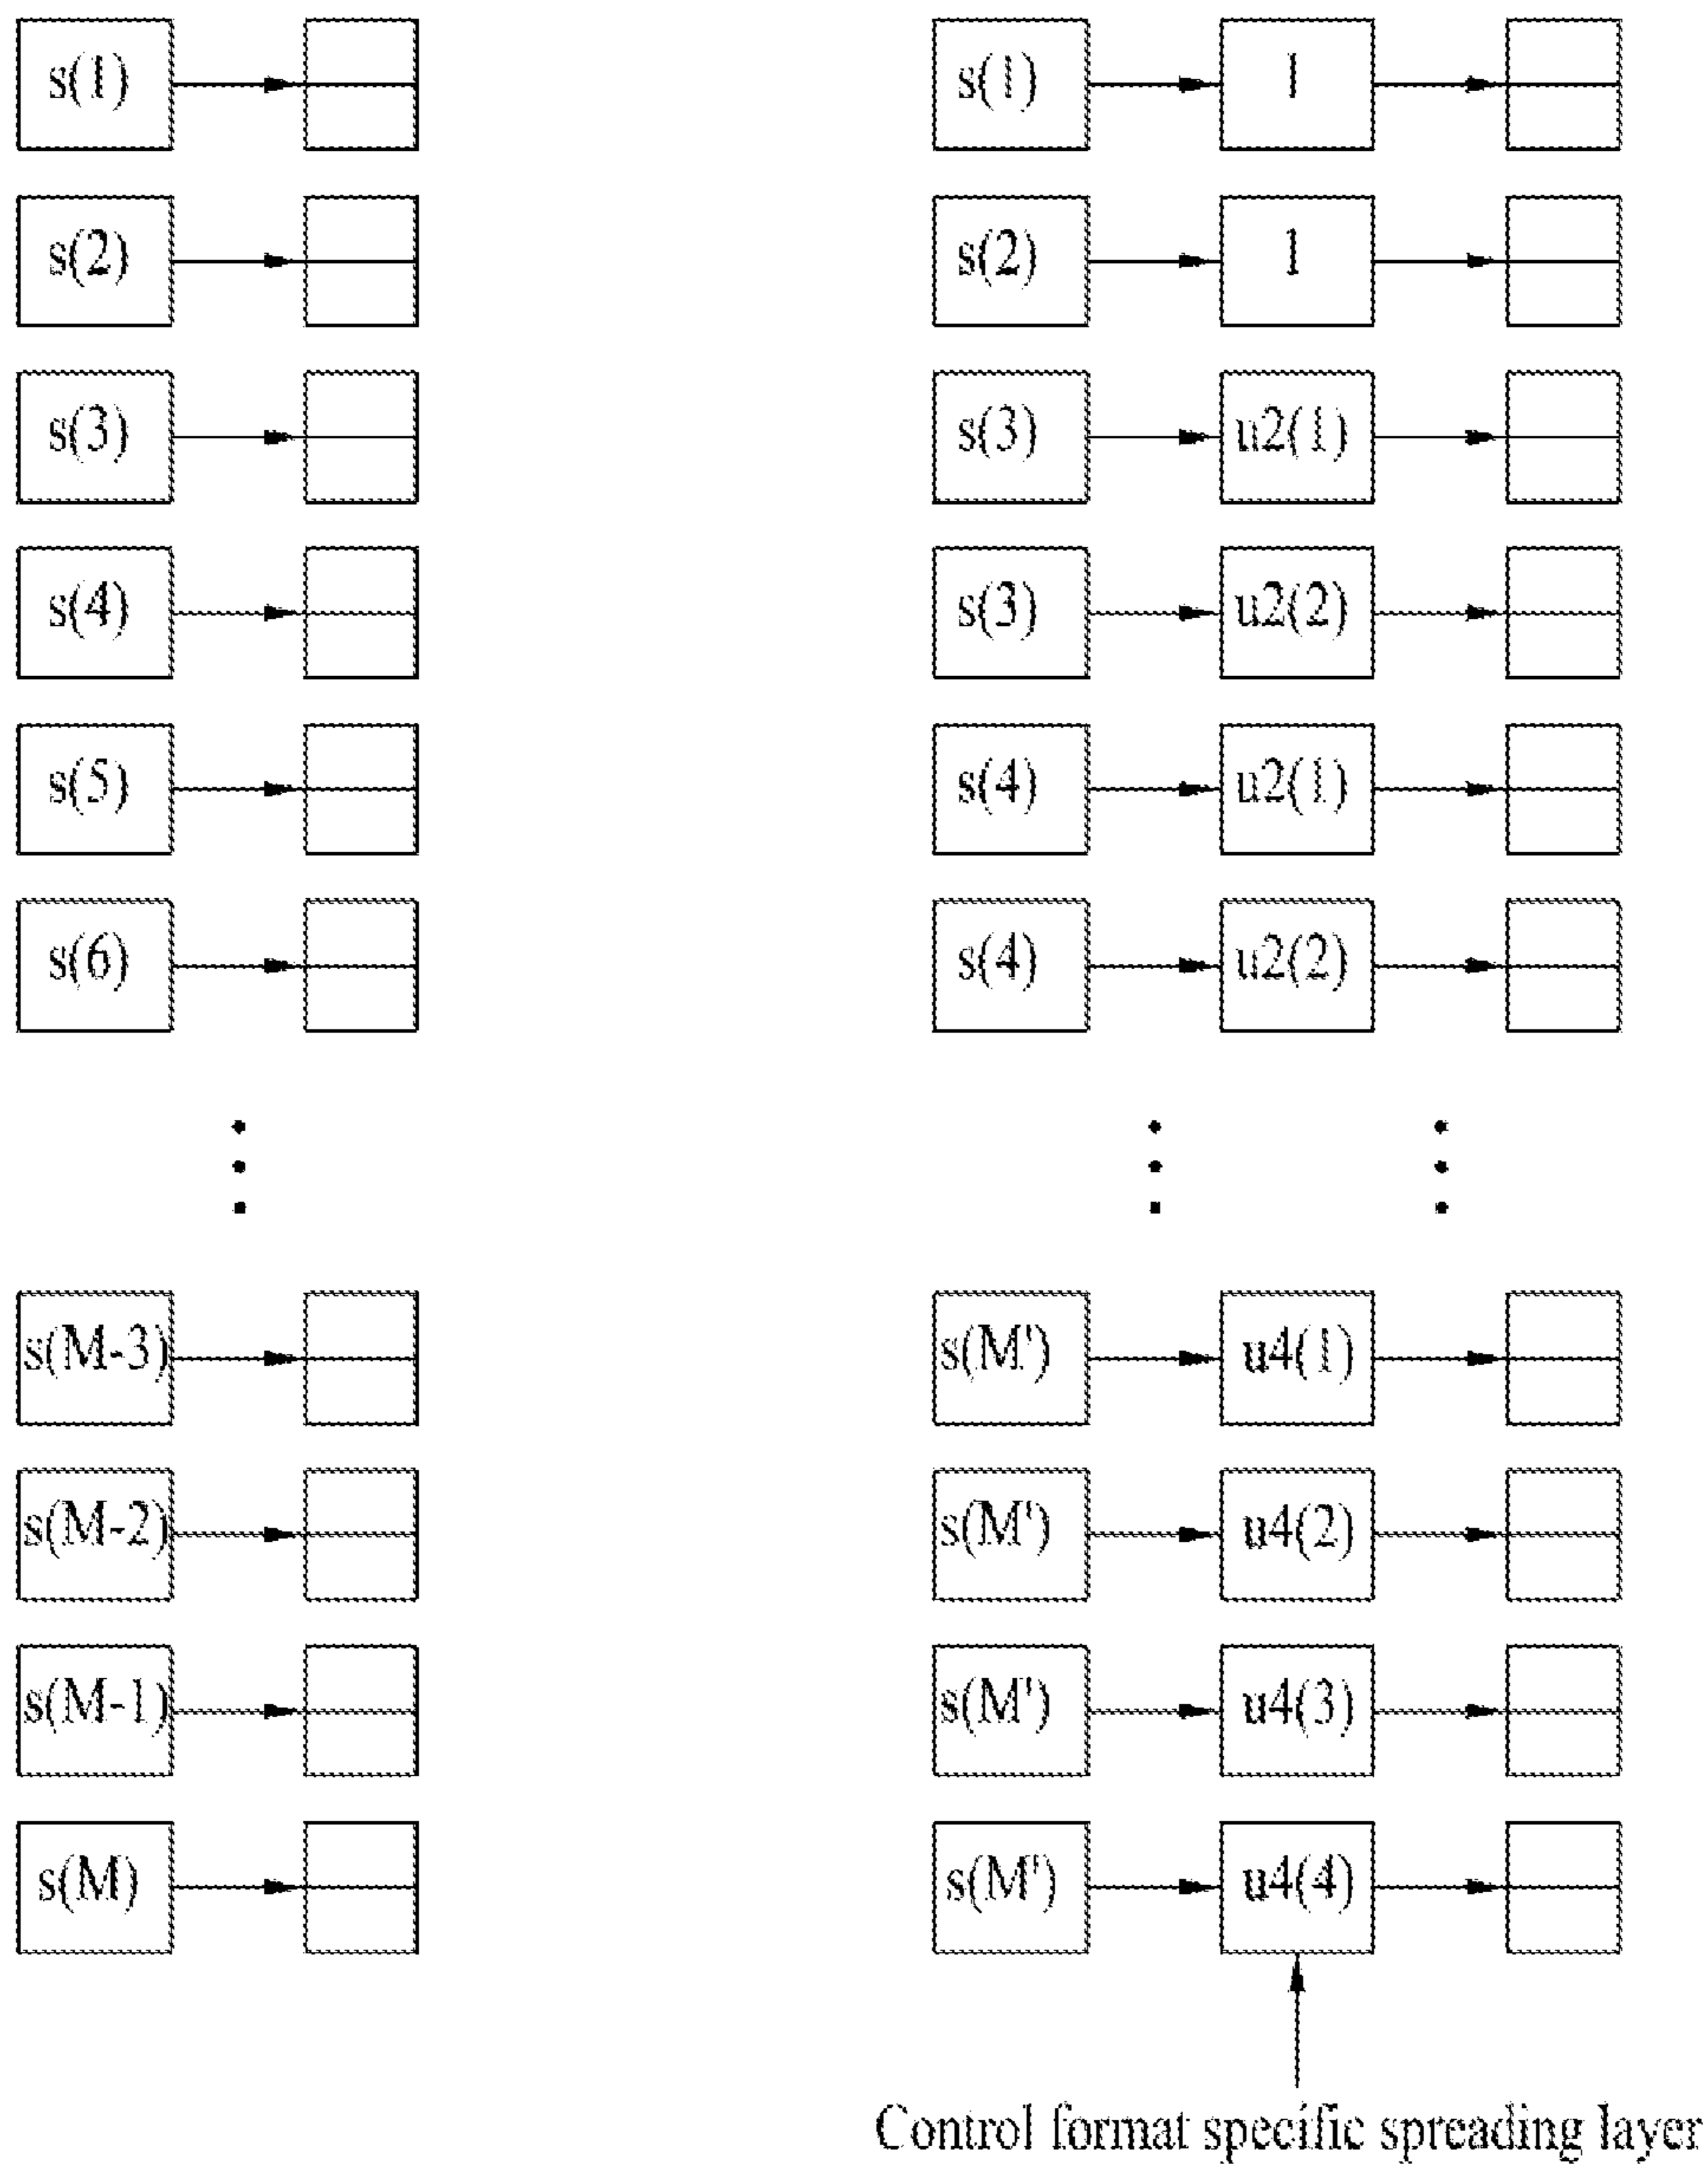 s(1)
s(2)
s(3)
s(4)
s(5)
s(6)
s(M-3)
s(M-2)
s(M-1)
s(M)
s(1) 1
s(2) 1
s(3) u2(1)
s(3) u2(2)
s(4) u2(1)
s(4) u2(2)
s(M') u4(1)
s(M') u4(2)
s(M') u4(3)
s(M') u4(4)
Control format specific spreading layer